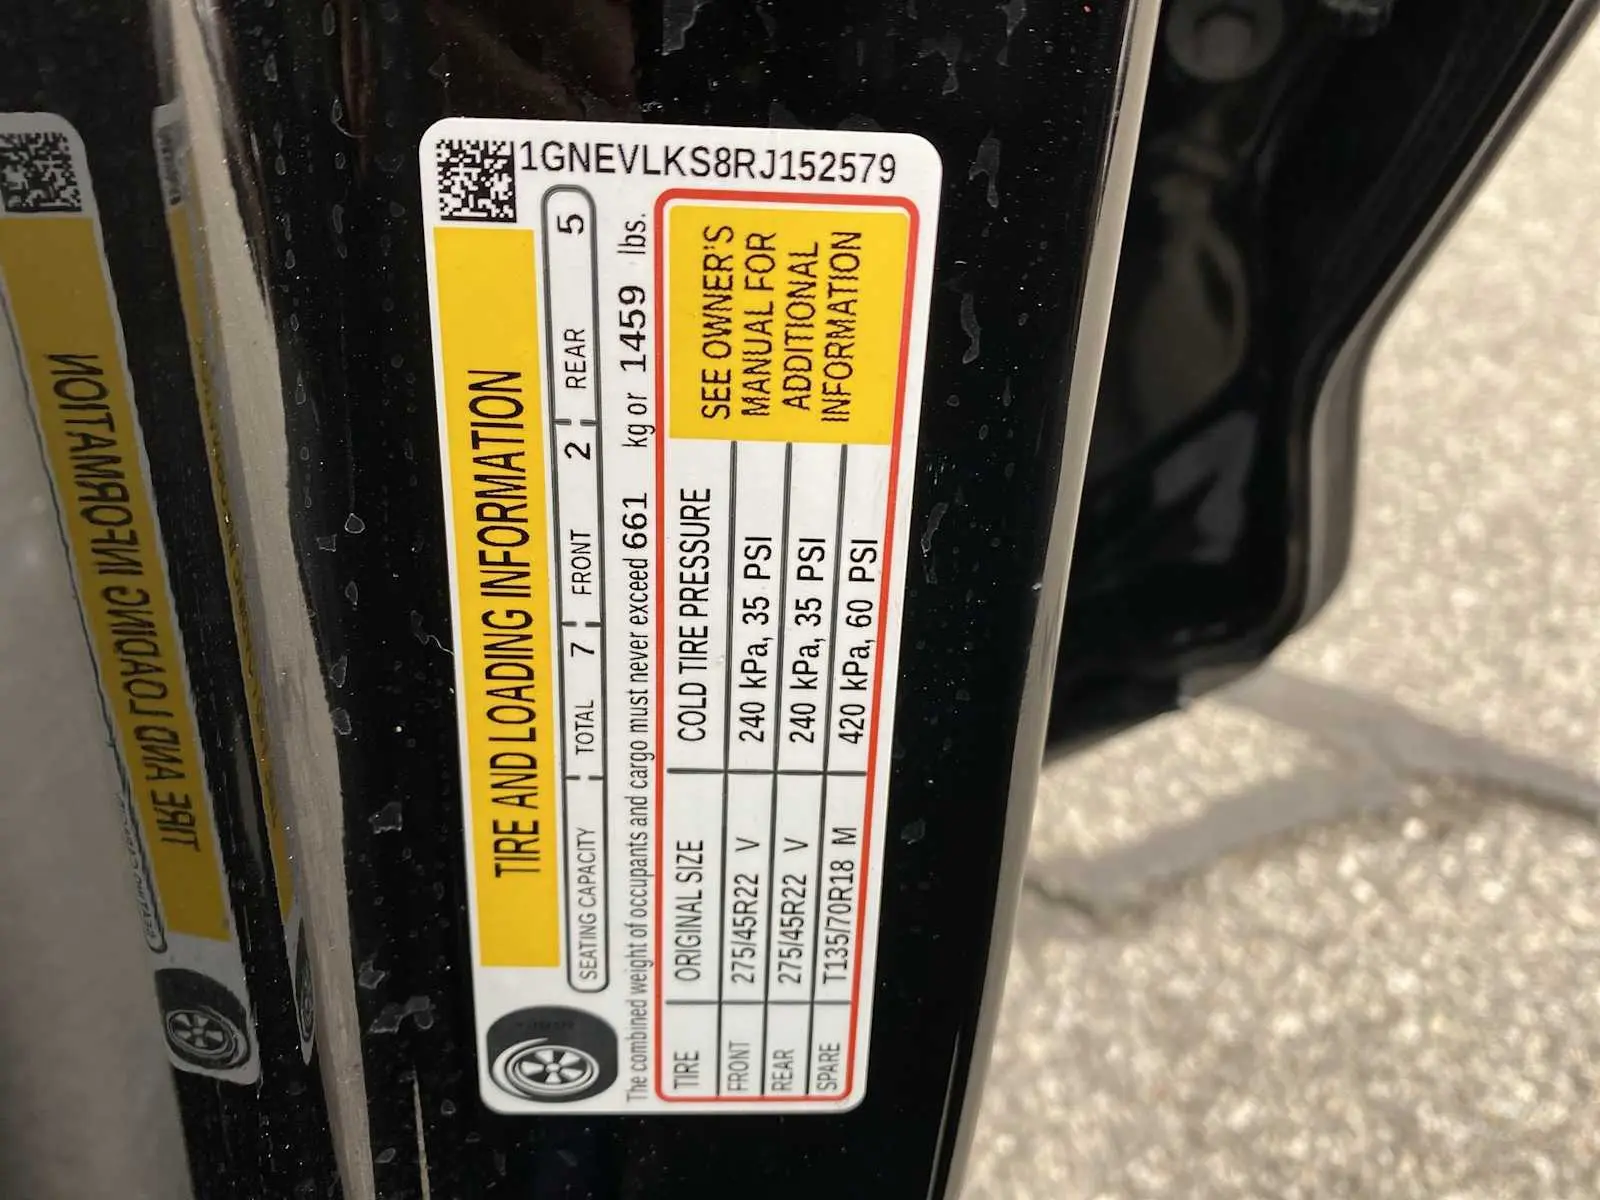 1GNEVLKS8RJ152579
TIRE AND LOADING INFORMATION
SEATING CAPACITY TOTAL 7 FRONT 2 REAR 5
The combined weight of occupants and cargo must never exceed 661 kg or 1459 lbs.
TIRE ORIGINAL SIZE COLD TIRE PRESSURE
FRONT 275/45R22 V 240 kPa, 35 PSI
REAR 275/45R22 V 240 kPa, 35 PSI
SPARE T135/70R18 M 420 kPa, 60 PSI
SEE OWNER'S
MANUAL FOR
ADDITIONAL
INFORMATION
TIRE AND LOADING INFORMATION